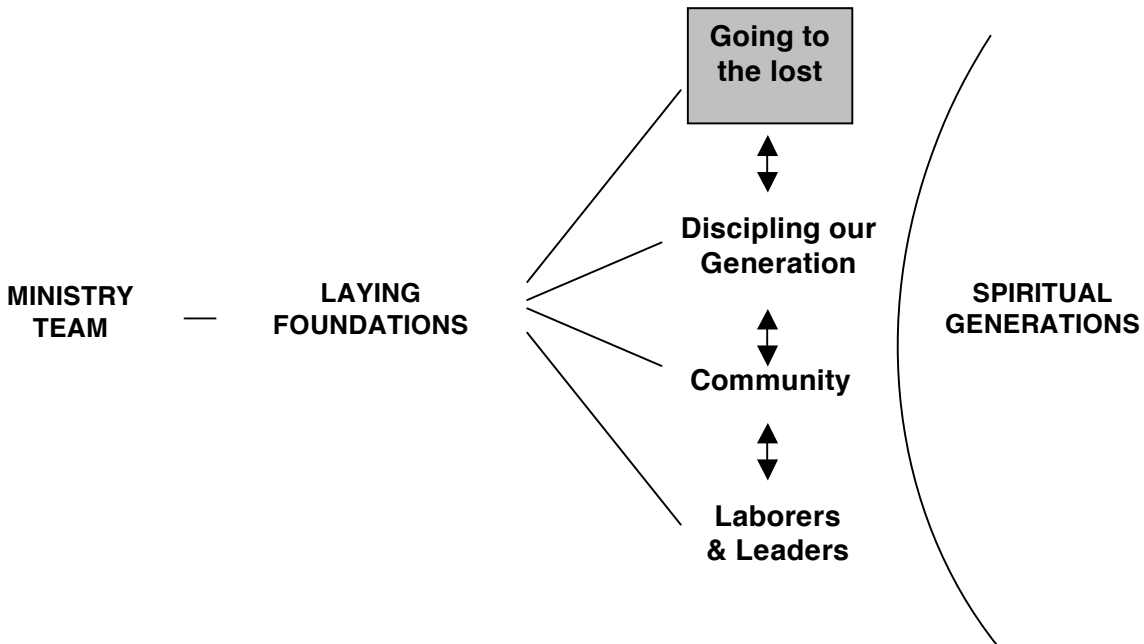 Going to
the lost
Discipling our
Generation
MINISTRY
TEAM
LAYING
FOUNDATIONS
SPIRITUAL
GENERATIONS
Community
Laborers
& Leaders